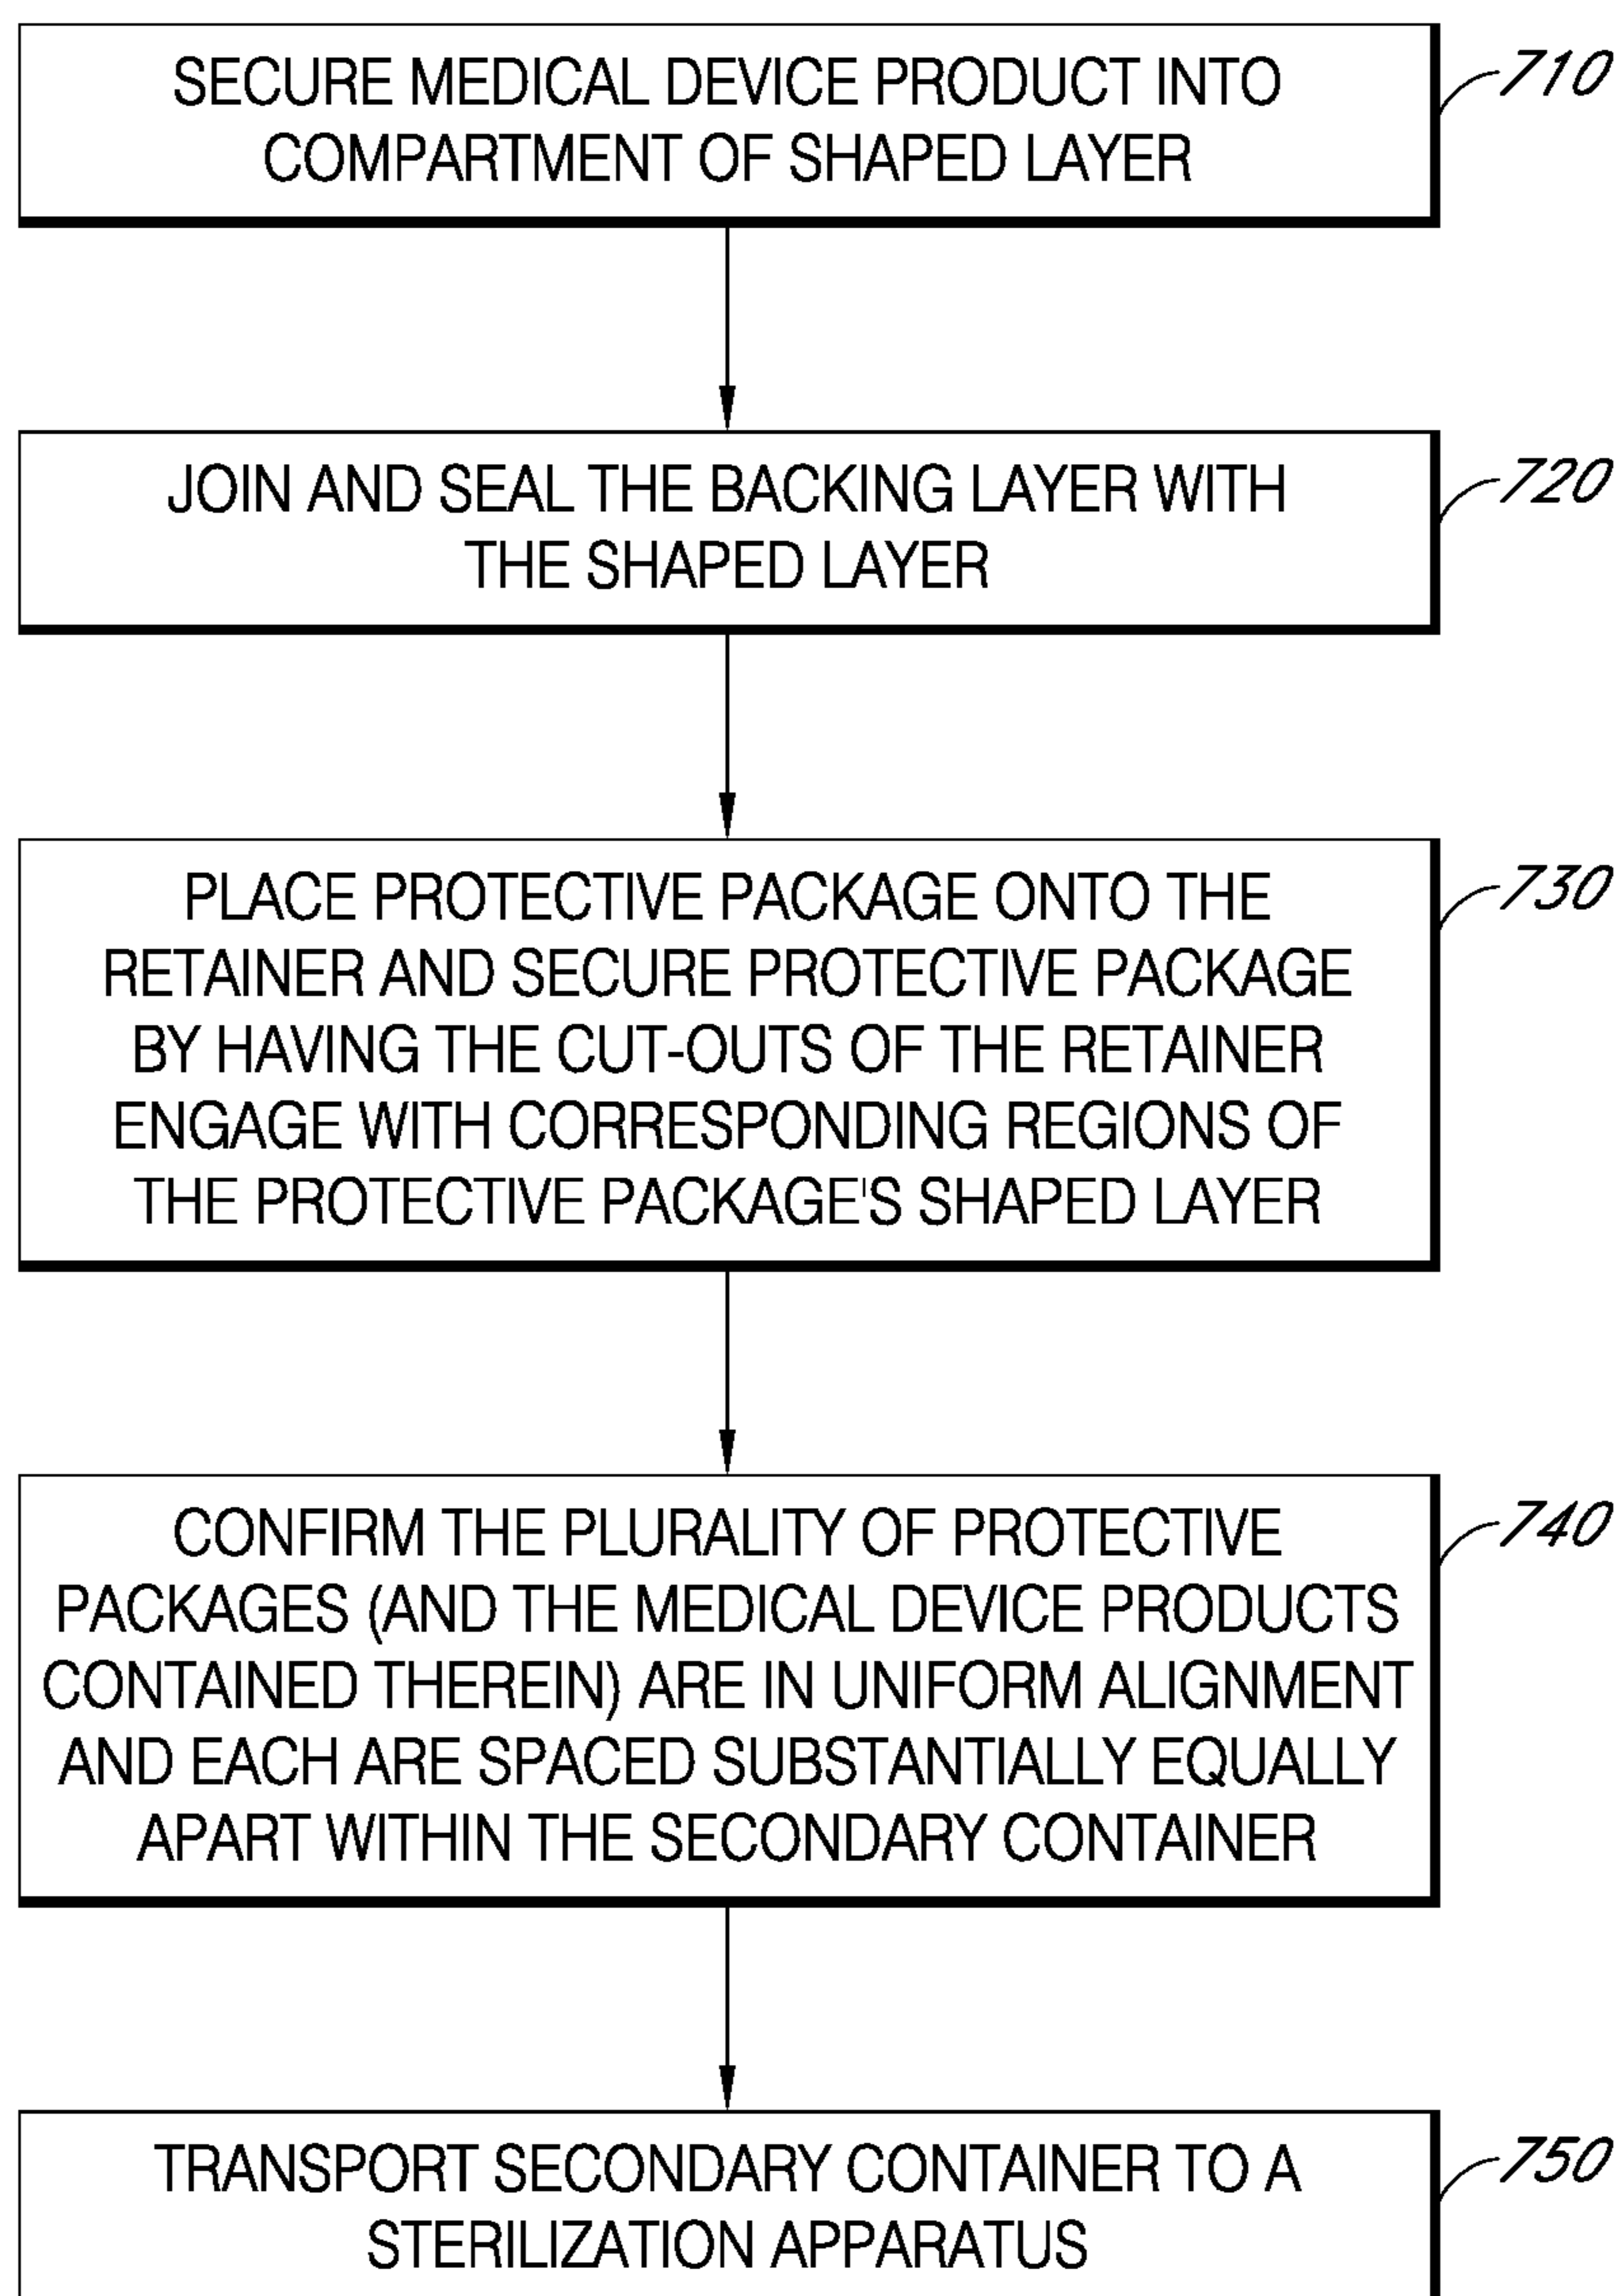 SECURE MEDICAL DEVICE PRODUCT INTO
COMPARTMENT OF SHAPED LAYER
710
JOIN AND SEAL THE BACKING LAYER WITH
THE SHAPED LAYER
720
PLACE PROTECTIVE PACKAGE ONTO THE
RETAINER AND SECURE PROTECTIVE PACKAGE
BY HAVING THE CUT-OUTS OF THE RETAINER
ENGAGE WITH CORRESPONDING REGIONS OF
THE PROTECTIVE PACKAGE'S SHAPED LAYER
730
CONFIRM THE PLURALITY OF PROTECTIVE
PACKAGES (AND THE MEDICAL DEVICE PRODUCTS
CONTAINED THEREIN) ARE IN UNIFORM ALIGNMENT
AND EACH ARE SPACED SUBSTANTIALLY EQUALLY
APART WITHIN THE SECONDARY CONTAINER
740
TRANSPORT SECONDARY CONTAINER TO A
STERILIZATION APPARATUS
750